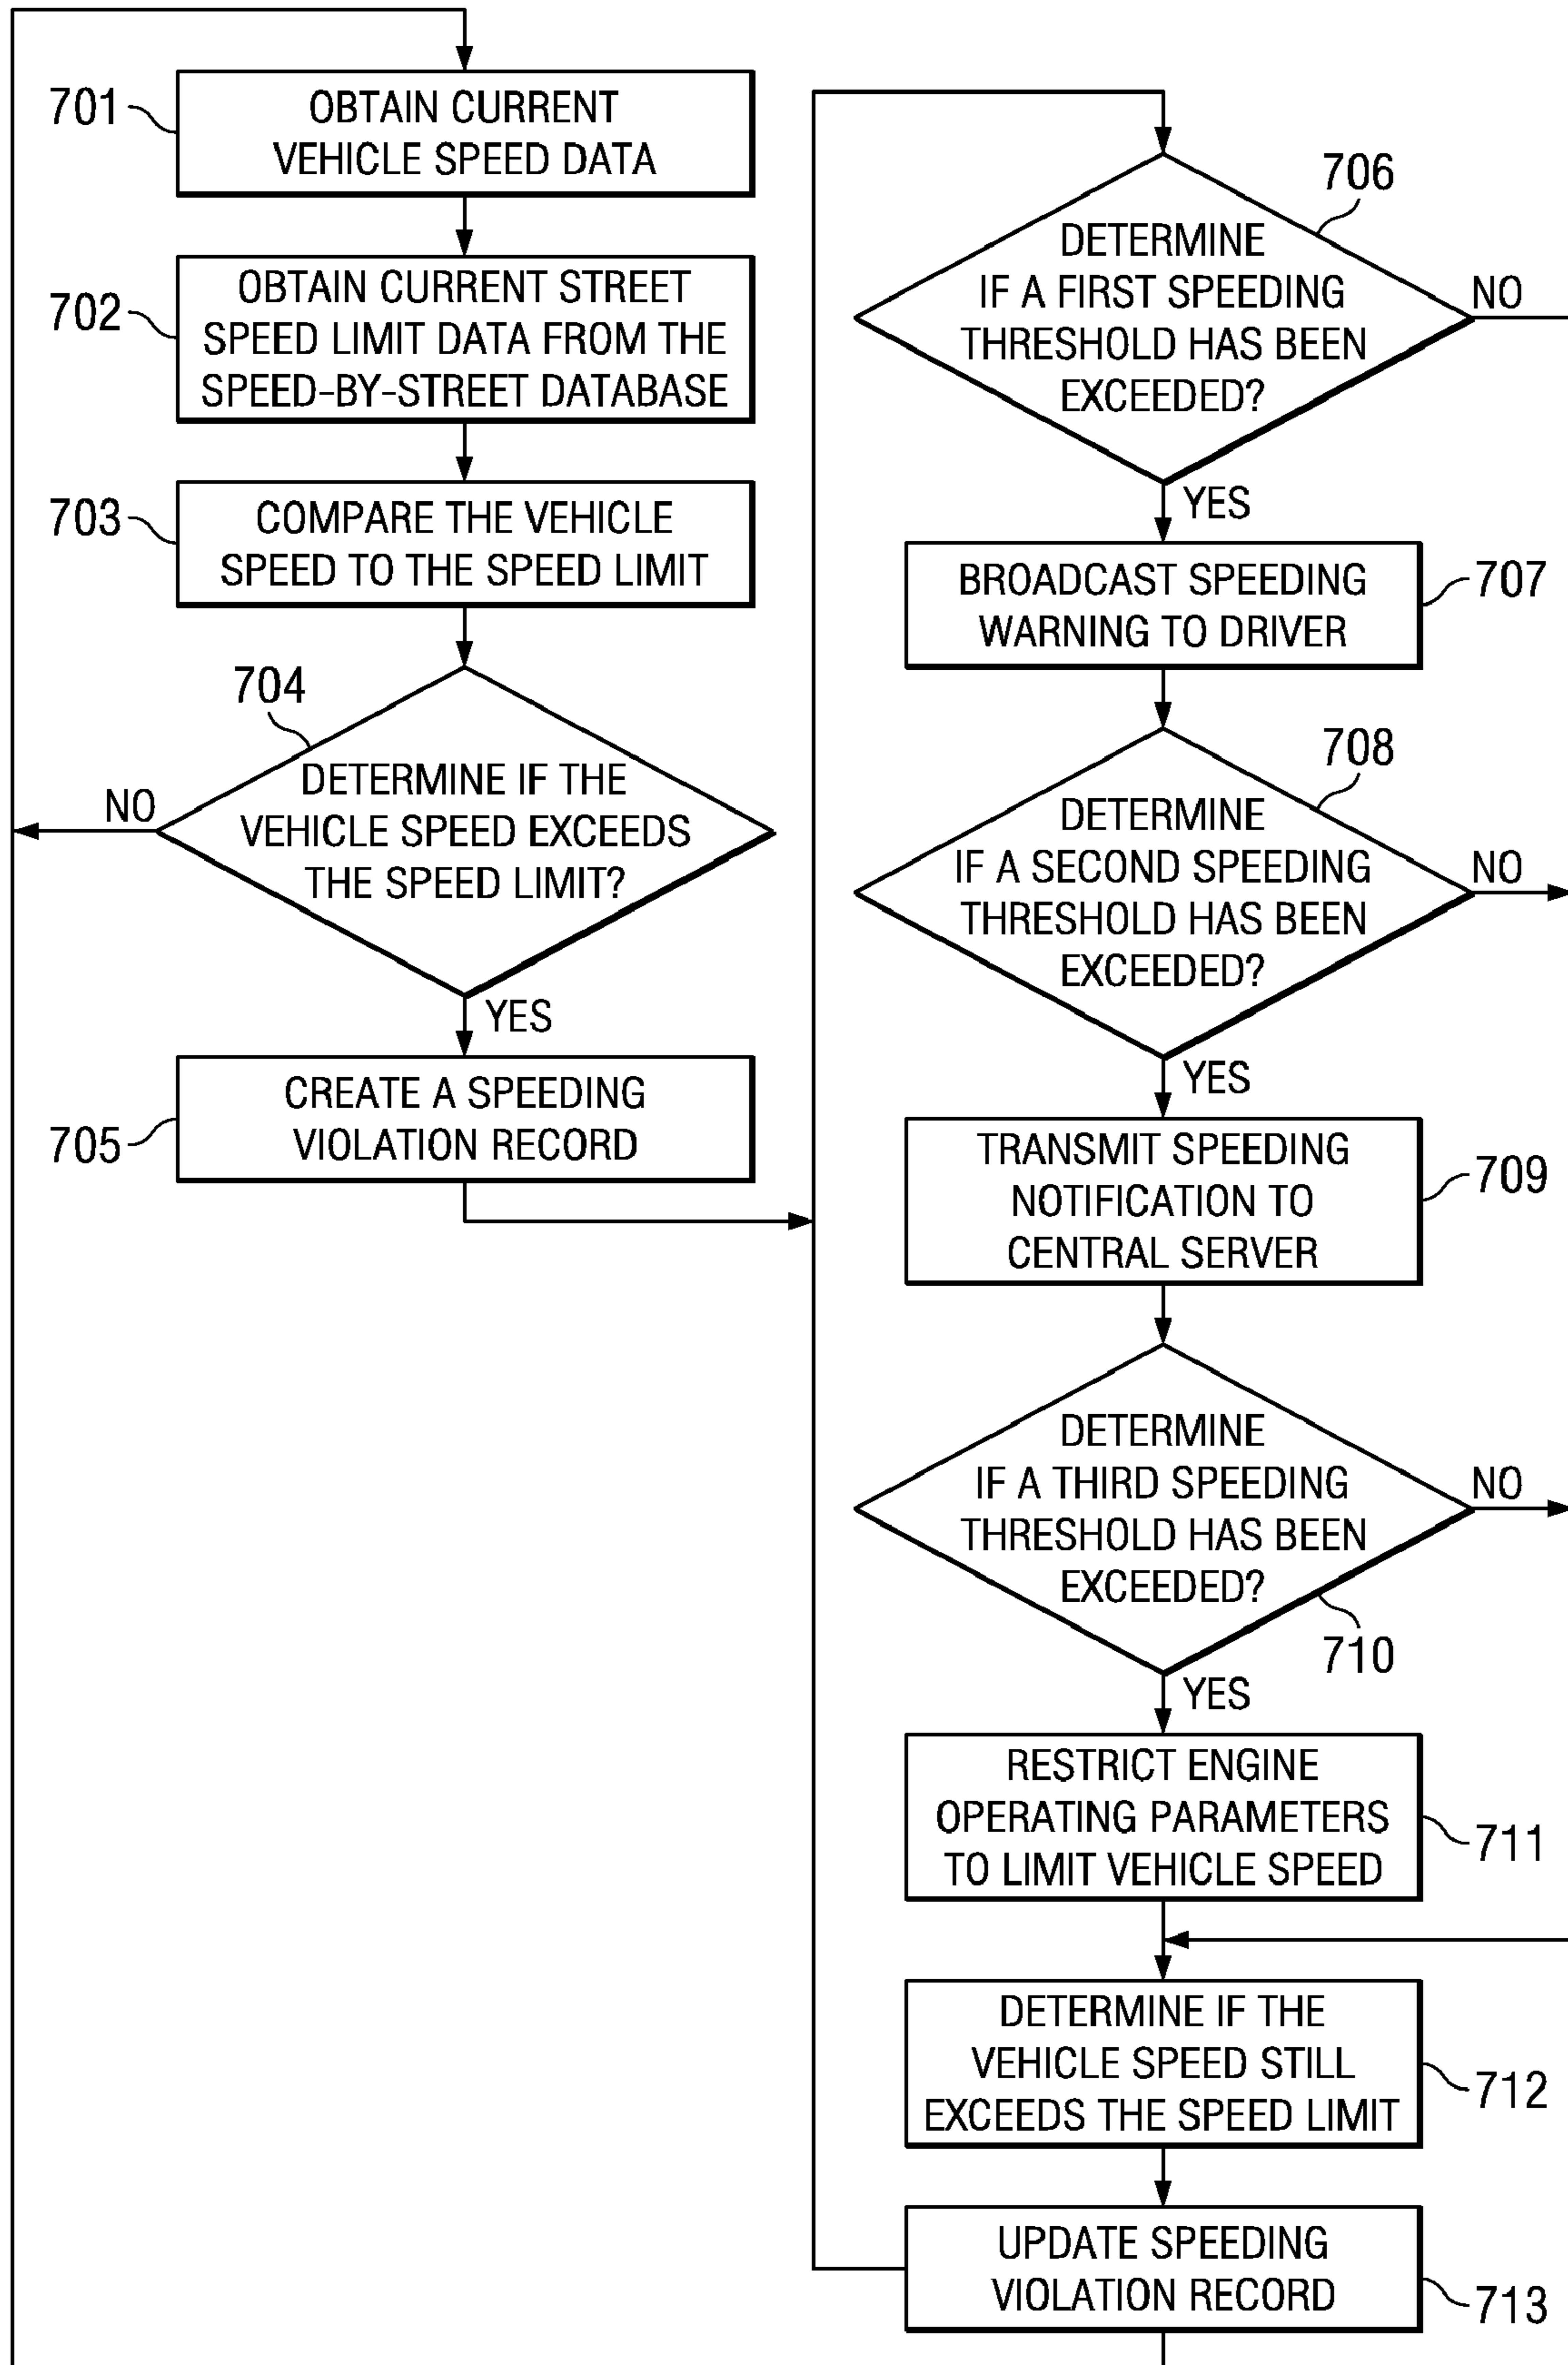 701
OBTAIN CURRENT
VEHICLE SPEED DATA
702
OBTAIN CURRENT STREET
SPEED LIMIT DATA FROM THE
SPEED-BY-STREET DATABASE
703
COMPARE THE VEHICLE
SPEED TO THE SPEED LIMIT
704
DETERMINE IF THE
VEHICLE SPEED EXCEEDS
THE SPEED LIMIT?
NO
YES
705
CREATE A SPEEDING
VIOLATION RECORD
706
DETERMINE
IF A FIRST SPEEDING
THRESHOLD HAS BEEN
EXCEEDED?
NO
YES
BROADCAST SPEEDING
WARNING TO DRIVER
707
708
DETERMINE
IF A SECOND SPEEDING
THRESHOLD HAS BEEN
EXCEEDED?
NO
YES
TRANSMIT SPEEDING
NOTIFICATION TO
CENTRAL SERVER
709
DETERMINE
IF A THIRD SPEEDING
THRESHOLD HAS BEEN
EXCEEDED?
NO
710
YES
RESTRICT ENGINE
OPERATING PARAMETERS
TO LIMIT VEHICLE SPEED
711
DETERMINE IF THE
VEHICLE SPEED STILL
EXCEEDS THE SPEED LIMIT
712
UPDATE SPEEDING
VIOLATION RECORD
713